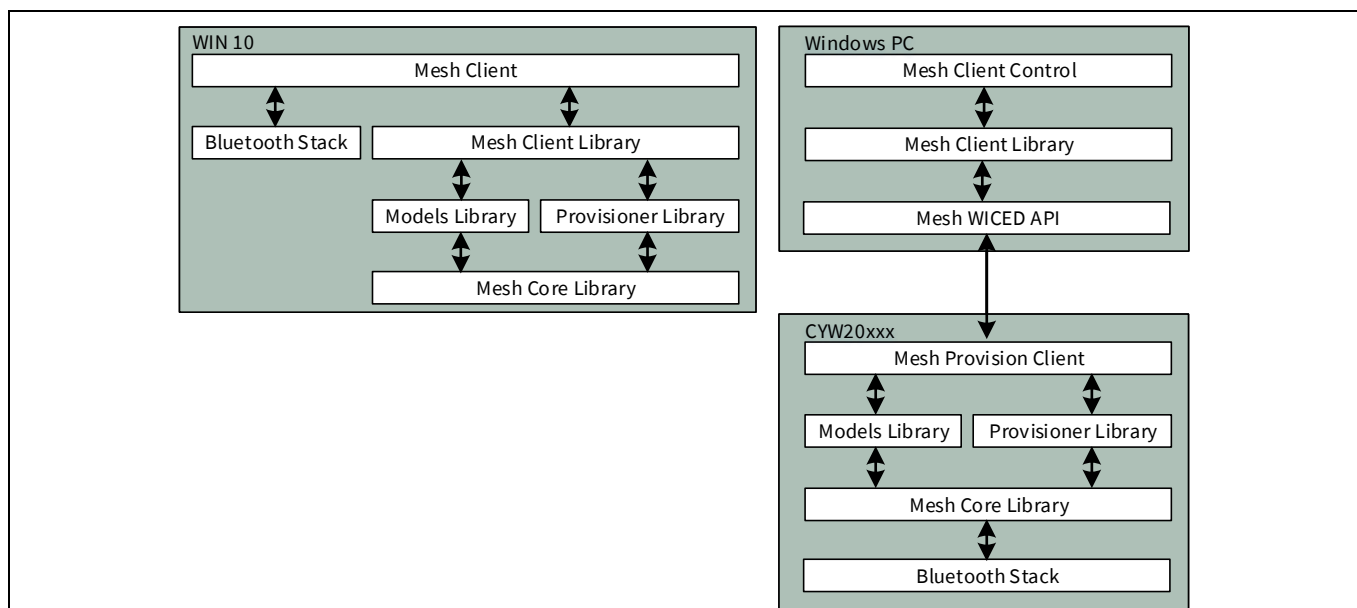 WIN 10
Mesh Client
Bluetooth Stack
Mesh Client Library
Models Library
Provisioner Library
Mesh Core Library
Windows PC
Mesh Client Control
Mesh Client Library
Mesh WICED API
CYW20xxx
Mesh Provision Client
Models Library
Provisioner Library
Mesh Core Library
Bluetooth Stack